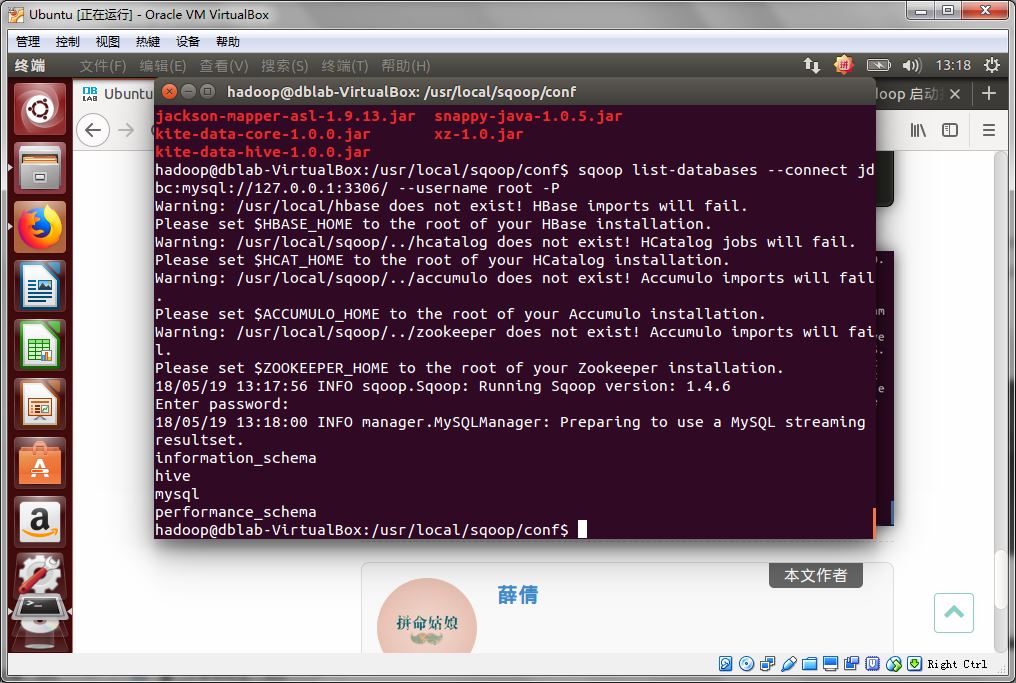 Ubuntu [正在运行] - Oracle VM VirtualBox
管理 控制 视图 热键 设备 帮助
终端 文件(F) 编辑(E) 查看(V) 搜索(S) 终端(T) 帮助(H) 拼 13:18
DB LAB Ubuntu
hadoop@dblab-VirtualBox: /usr/local/sqoop/conf
loop 启动
jackson-mapper-asl-1.9.13.jar snappy-java-1.0.5.jar
kite-data-core-1.0.0.jar xz-1.0.jar
kite-data-hive-1.0.0.jar
hadoop@dblab-VirtualBox:/usr/local/sqoop/conf$ sqoop list-databases --connect jd
bc:mysql://127.0.0.1:3306/ --username root -P
Warning: /usr/local/hbase does not exist! HBase imports will fail.
Please set $HBASE_HOME to the root of your HBase installation.
Warning: /usr/local/sqoop/../hcatalog does not exist! HCatalog jobs will fail.
Please set $HCAT_HOME to the root of your HCatalog installation.
Warning: /usr/local/sqoop/../accumulo does not exist! Accumulo imports will fail
.
Please set $ACCUMULO_HOME to the root of your Accumulo installation.
Warning: /usr/local/sqoop/../zookeeper does not exist! Accumulo imports will fai
l.
Please set $ZOOKEEPER_HOME to the root of your Zookeeper installation.
18/05/19 13:17:56 INFO sqoop.Sqoop: Running Sqoop version: 1.4.6
Enter password:
18/05/19 13:18:00 INFO manager.MySQLManager: Preparing to use a MySQL streaming
resultset.
information_schema
hive
mysql
performance_schema
hadoop@dblab-VirtualBox:/usr/local/sqoop/conf$
本文作者
薛倩
拼命姑娘
Right Ctrl